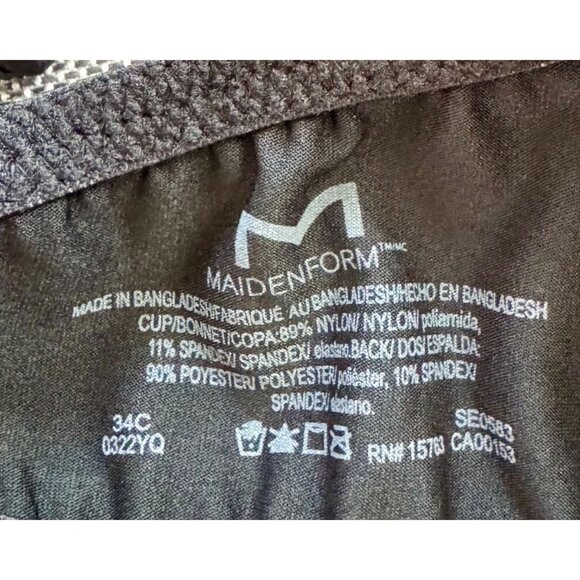 MAIDENFORM™/MC
MADE IN BANGLADESH/FABRIQUÉ AU BANGLADESH/HECHO EN BANGLADESH
CUP/BONNET/COPA:89% NYLON/ NYLON/ poliamida,
11% SPANDEX/ SPANDEX/ elastano.BACK/ DOS/ESPALDA:
90% POYESTER/ POLYESTER/ poliéster, 10% SPANDEX/
SPANDEX/ elastano.
34C
0322YQ
SE0583
RN# 15763 CA00153